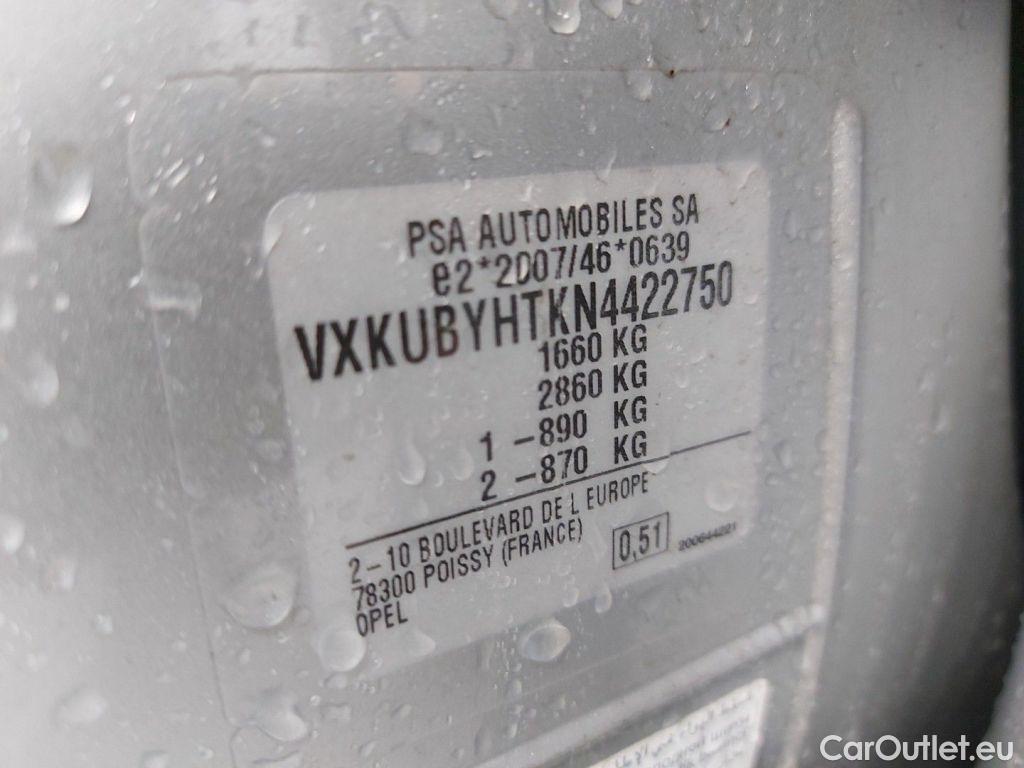 PSA AUTOMOBILES SA
e2*2007/46*0639
VXKUBYHTKN4422750
1660 KG
2860 KG
1 -890 KG
2 -870 KG
2-10 BOULEVARD DE L EUROPE
78300 POISSY (FRANCE)
OPEL
0,51
200644221
CarOutlet.eu